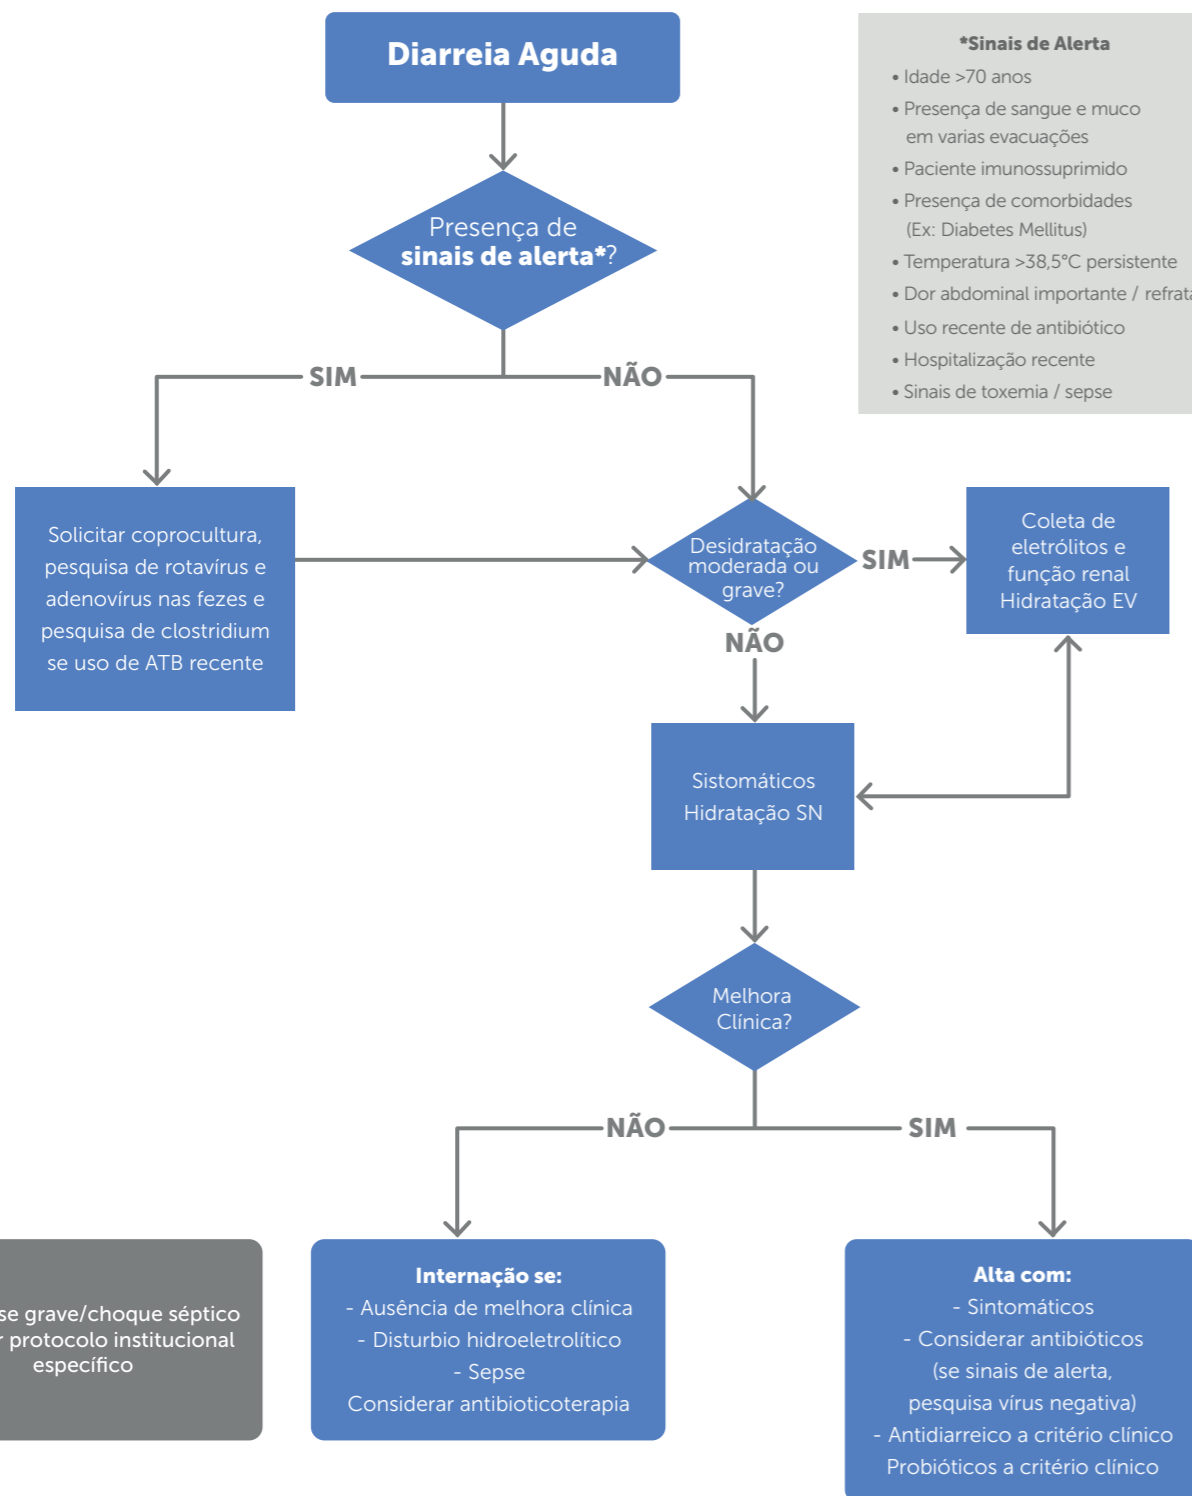 Diarreia Aguda
*Sinais de Alerta
• Idade >70 anos
• Presença de sangue e muco
em varias evacuações
• Paciente imunossuprimido
• Presença de comorbidades
(Ex: Diabetes Mellitus)
• Temperatura >38,5°C persistente
• Dor abdominal importante /
• Uso recente de antibiótico
• Hospitalização recente
• Sinais de toxemia / sepse
Presença de
sinais de alerta*?
SIM
NÃO
Solicitar coprocultura,
pesquisa de rotavírus e
adenovírus nas fezes e
pesquisa de clostridium
se uso de ATB recente
Desidratação
moderada ou
grave?
SIM
Coleta de
eletrólitos e
função renal
Hidratação EV
NÃO
Sistomáticos
Hidratação SN
Melhora
Clínica?
NÃO
SIM
se grave/choque séptico
r protocolo institucional
específico
Internação se:
- Ausência de melhora clínica
- Disturbio hidroeletrolítico
- Sepse
Considerar antibioticoterapia
Alta com:
- Sintomáticos
- Considerar antibióticos
(se sinais de alerta,
pesquisa vírus negativa)
- Antidiarreico a critério clínico
Probióticos a critério clínico